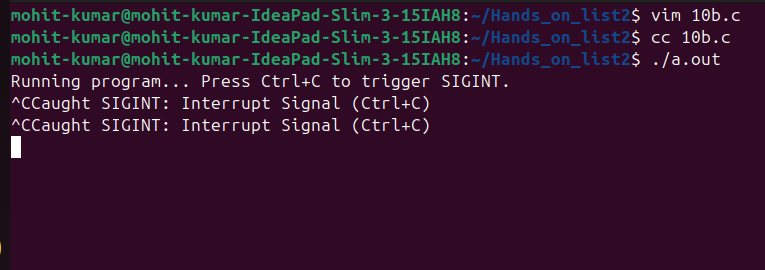 mohit-kumar@mohit-kumar-IdeaPad-Slim-3-15IAH8:~/Hands_on_list2$ vim 10b.c
mohit-kumar@mohit-kumar-IdeaPad-Slim-3-15IAH8:~/Hands_on_list2$ cc 10b.c
mohit-kumar@mohit-kumar-IdeaPad-Slim-3-15IAH8:~/Hands_on_list2$ ./a.out
Running program... Press Ctrl+C to trigger SIGINT.
^CCaught SIGINT: Interrupt Signal (Ctrl+C)
^CCaught SIGINT: Interrupt Signal (Ctrl+C)